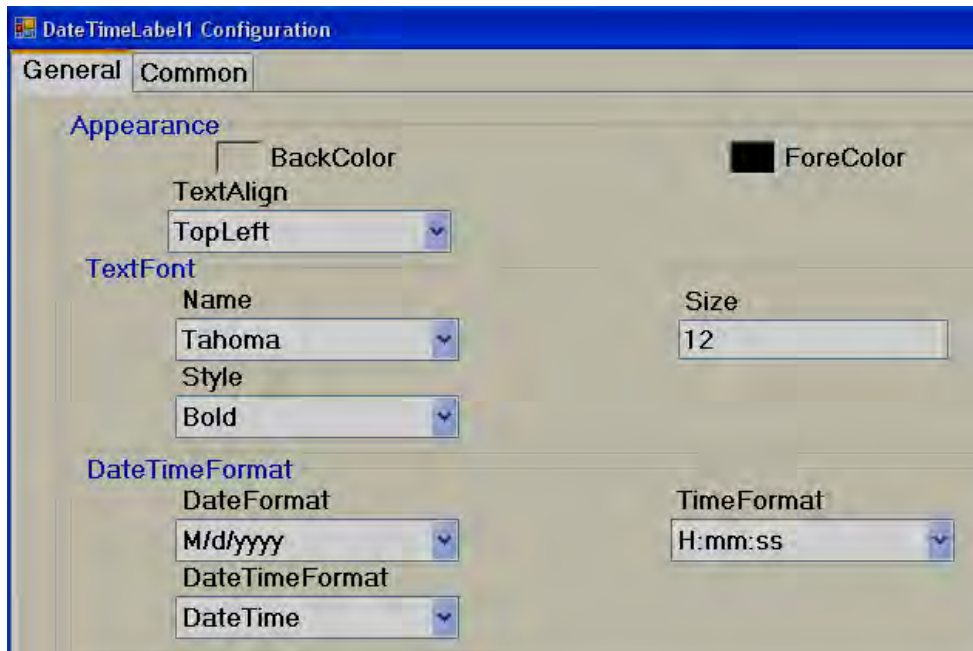 DateTimeLabel1 Configuration
General Common
Appearance
BackColor ForeColor
TextAlign
TopLeft
TextFont
Name Size
Tahoma 12
Style
Bold
DateTimeFormat
DateFormat TimeFormat
M/d/yyyy H:mm:ss
DateTimeFormat
DateTime